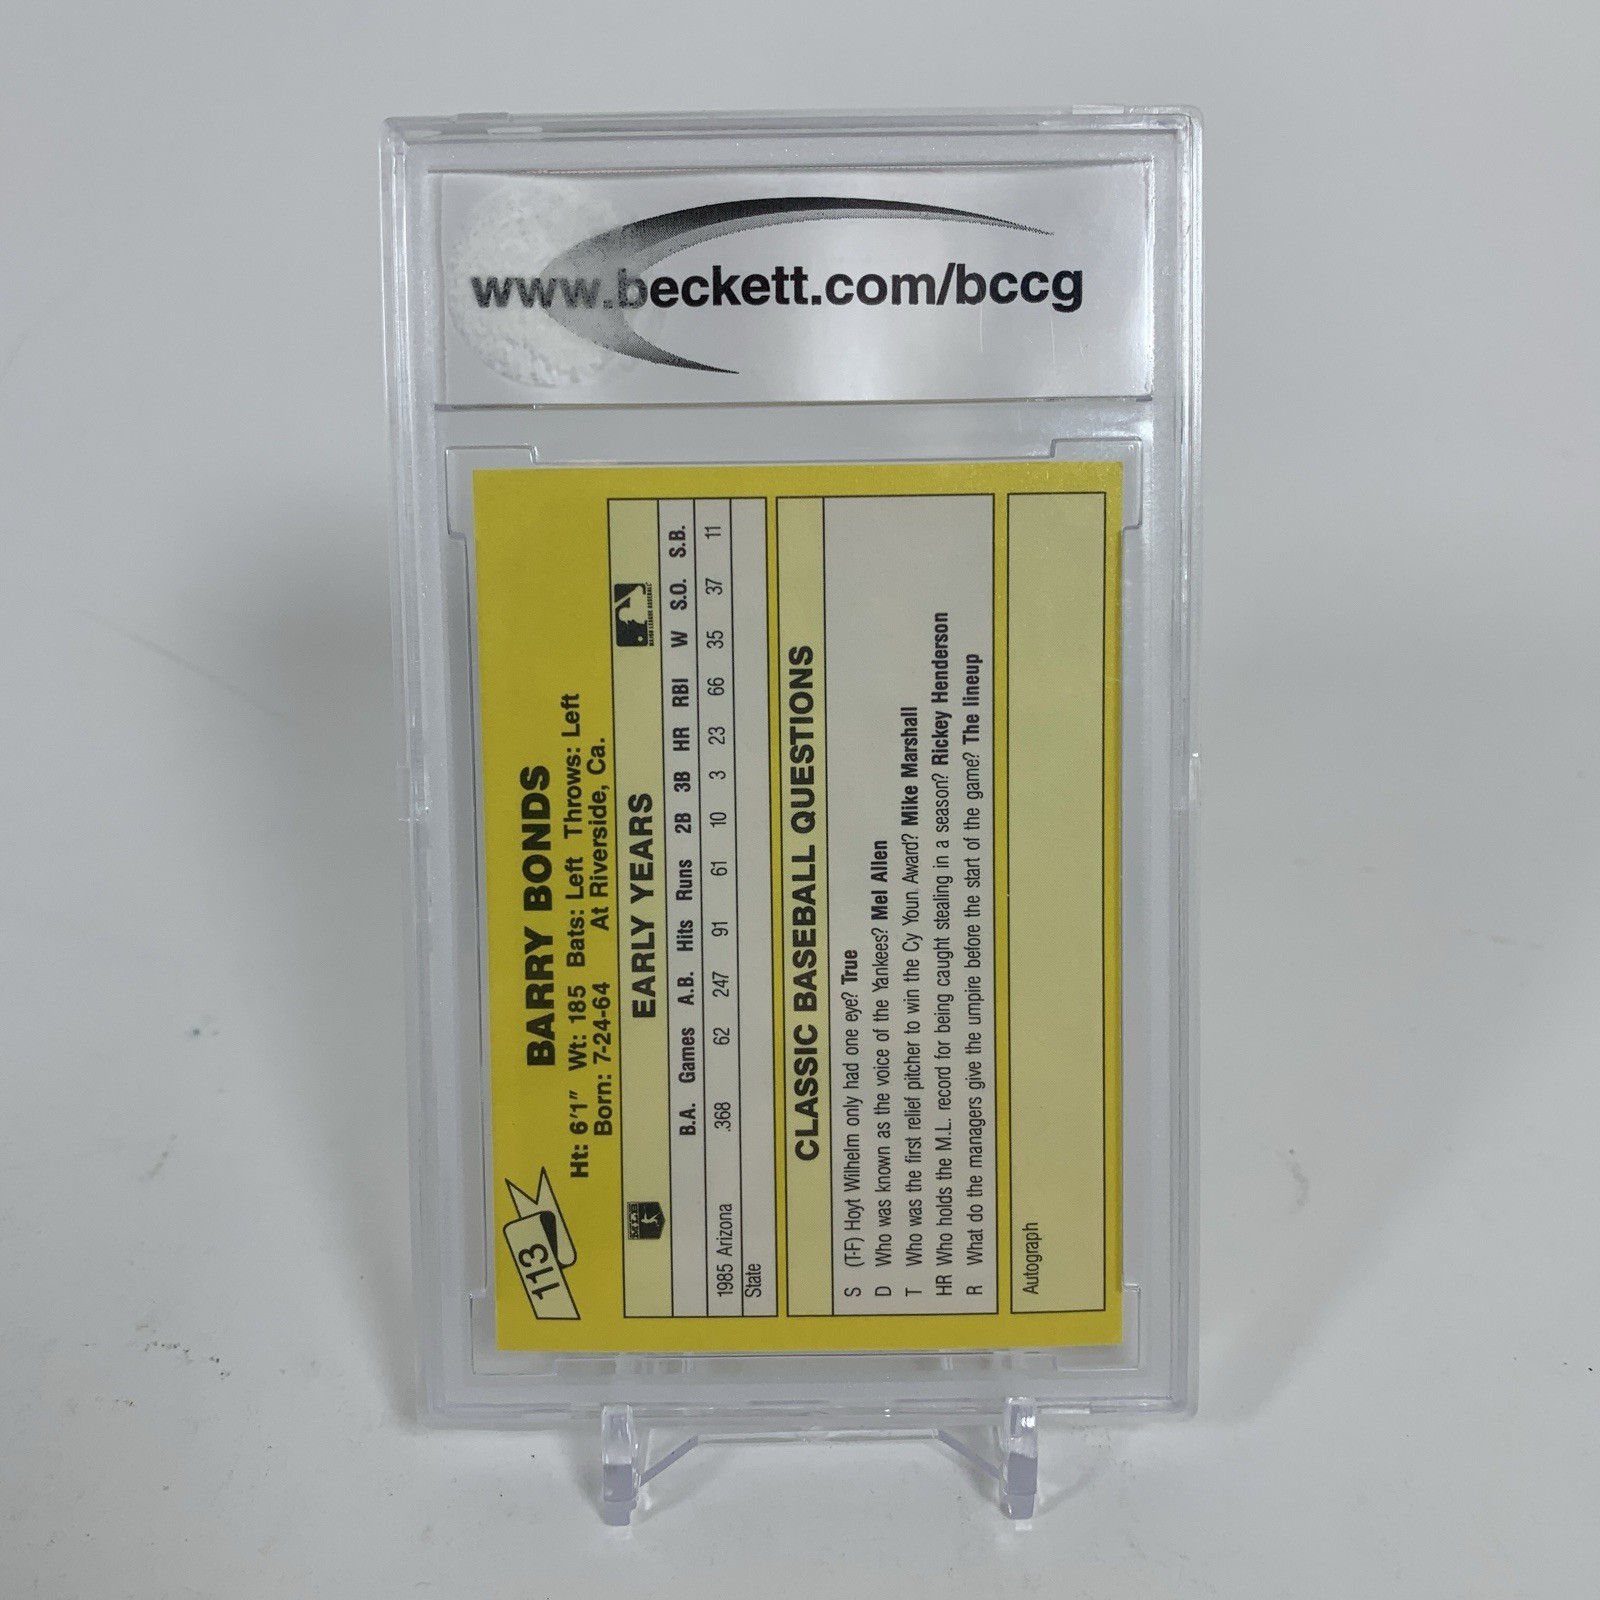 www.beckett.com/bccg
113
BARRY BONDS
Ht: 6'1" Wt: 185 Bats: Left Throws: Left
Born: 7-24-64 At Riverside, Ca.
MLB
EARLY YEARS
MAJOR LEAGUE BASEBALL
B.A. Games A.B. Hits Runs 2B 3B HR RBI W S.O. S.B.
1985 Arizona .368 62 247 91 61 10 3 23 66 35 37 11
State
CLASSIC BASEBALL QUESTIONS
S (T-F) Hoyt Wilhelm only had one eye? True
D Who was known as the voice of the Yankees? Mel Allen
T Who was the first relief pitcher to win the Cy Youn. Award? Mike Marshall
HR Who holds the M.L. record for being caught stealing in a season? Rickey Henderson
R What do the managers give the umpire before the start of the game? The lineup
Autograph